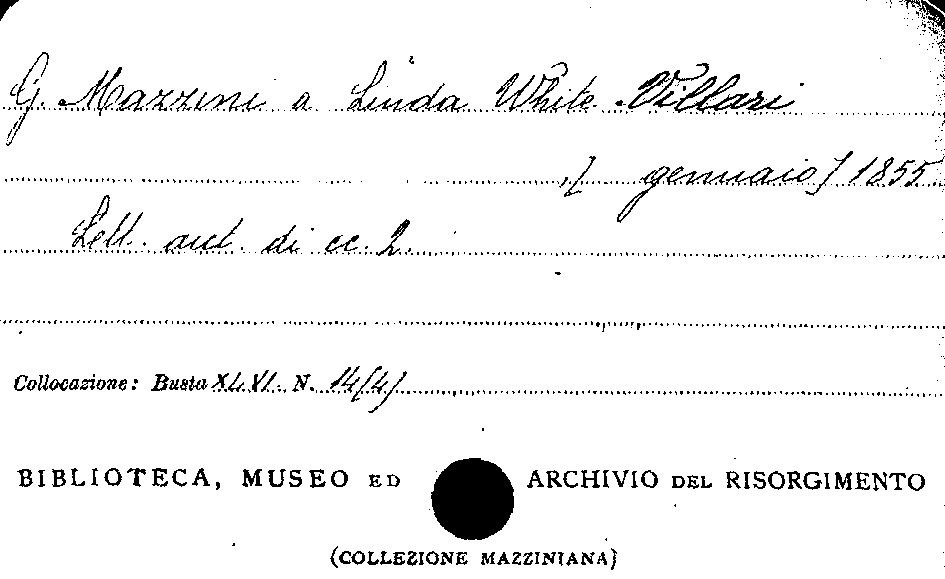 G. Mazzini a Linda White Villari
,[ gennaio] 1855
Lett. aut. di cc. 2.
Collocazione: Busta XLVI. N. 14(4)
BIBLIOTECA, MUSEO ED ARCHIVIO DEL RISORGIMENTO
(COLLEZIONE MAZZINIANA)